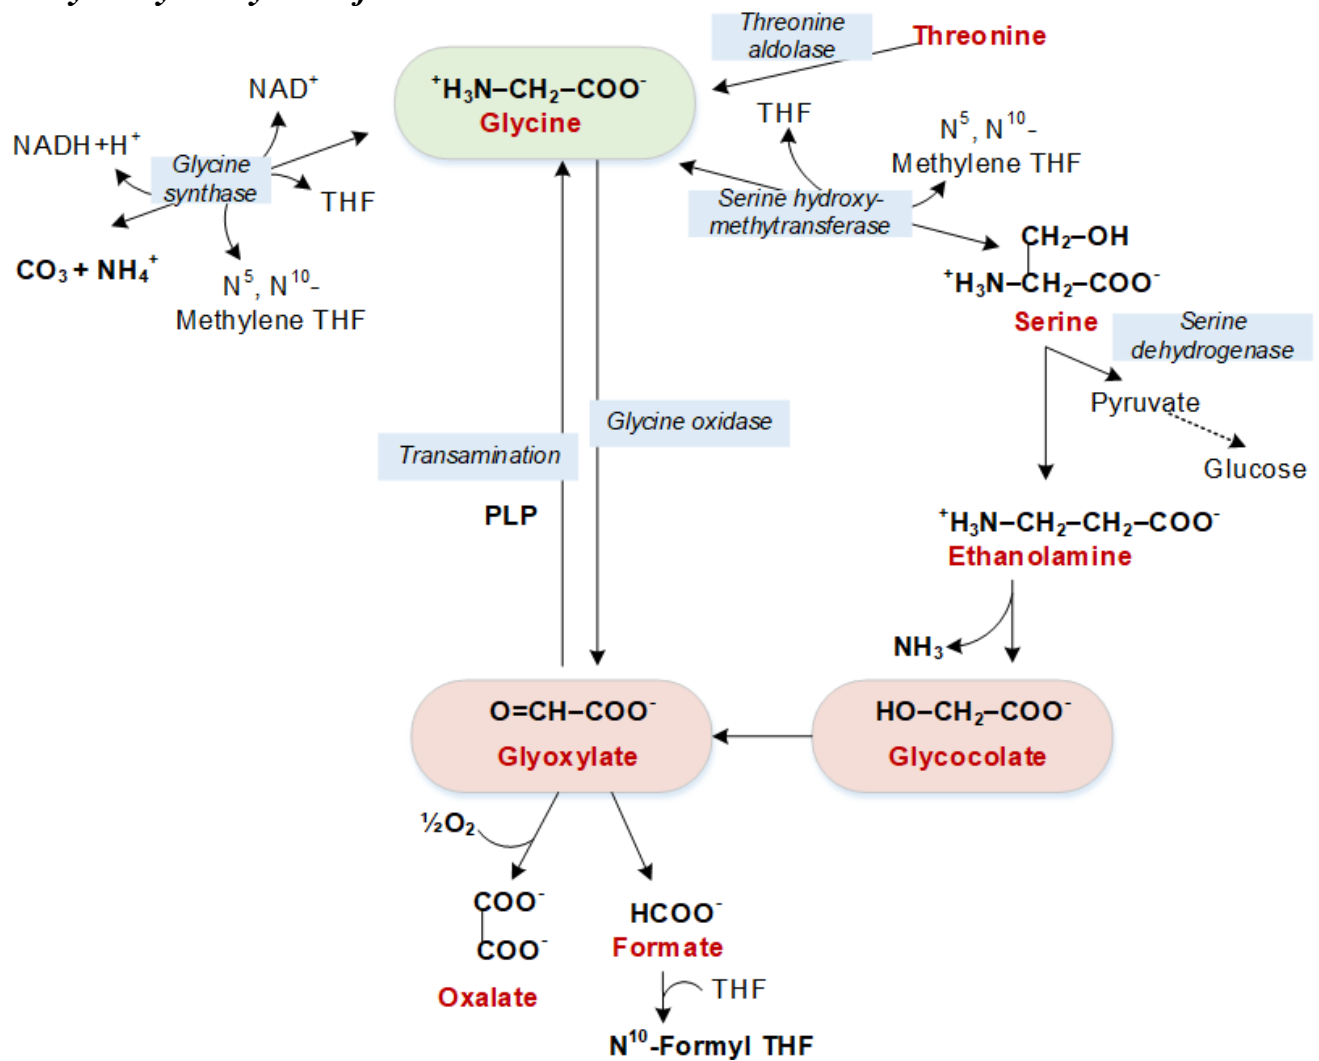 Threonine
aldolase
Threonine
⁺H₃N–CH₂–COO⁻
Glycine
NAD⁺
NADH+H⁺
Glycine
synthase
THF
CO₃ + NH₄⁺
N⁵, N¹⁰-
Methylene THF
THF
N⁵, N¹⁰-
Methylene THF
Serine hydroxy-
methytransferase
CH₂–OH
⁺H₃N–CH₂–COO⁻
Serine
Serine
dehydrogenase
Pyruvate
Glucose
Glycine oxidase
Transamination
PLP
⁺H₃N–CH₂–CH₂–COO⁻
Ethanolamine
NH₃
O=CH–COO⁻
Glyoxylate
HO–CH₂–COO⁻
Glycocolate
½O₂
COO⁻
COO⁻
Oxalate
HCOO⁻
Formate
THF
N¹⁰-Formyl THF